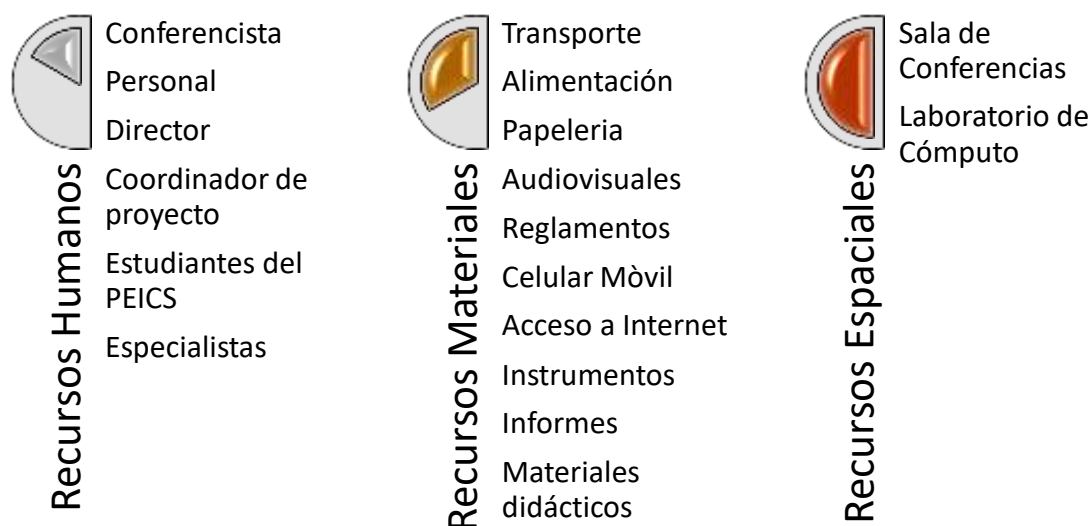 Recursos Humanos
Conferencista
Personal
Director
Coordinador de
proyecto
Estudiantes del
PEICS
Especialistas
Recursos Materiales
Transporte
Alimentación
Papeleria
Audiovisuales
Reglamentos
Celular Mòvil
Acceso a Internet
Instrumentos
Informes
Materiales
didácticos
Recursos Espaciales
Sala de
Conferencias
Laboratorio de
Cómputo